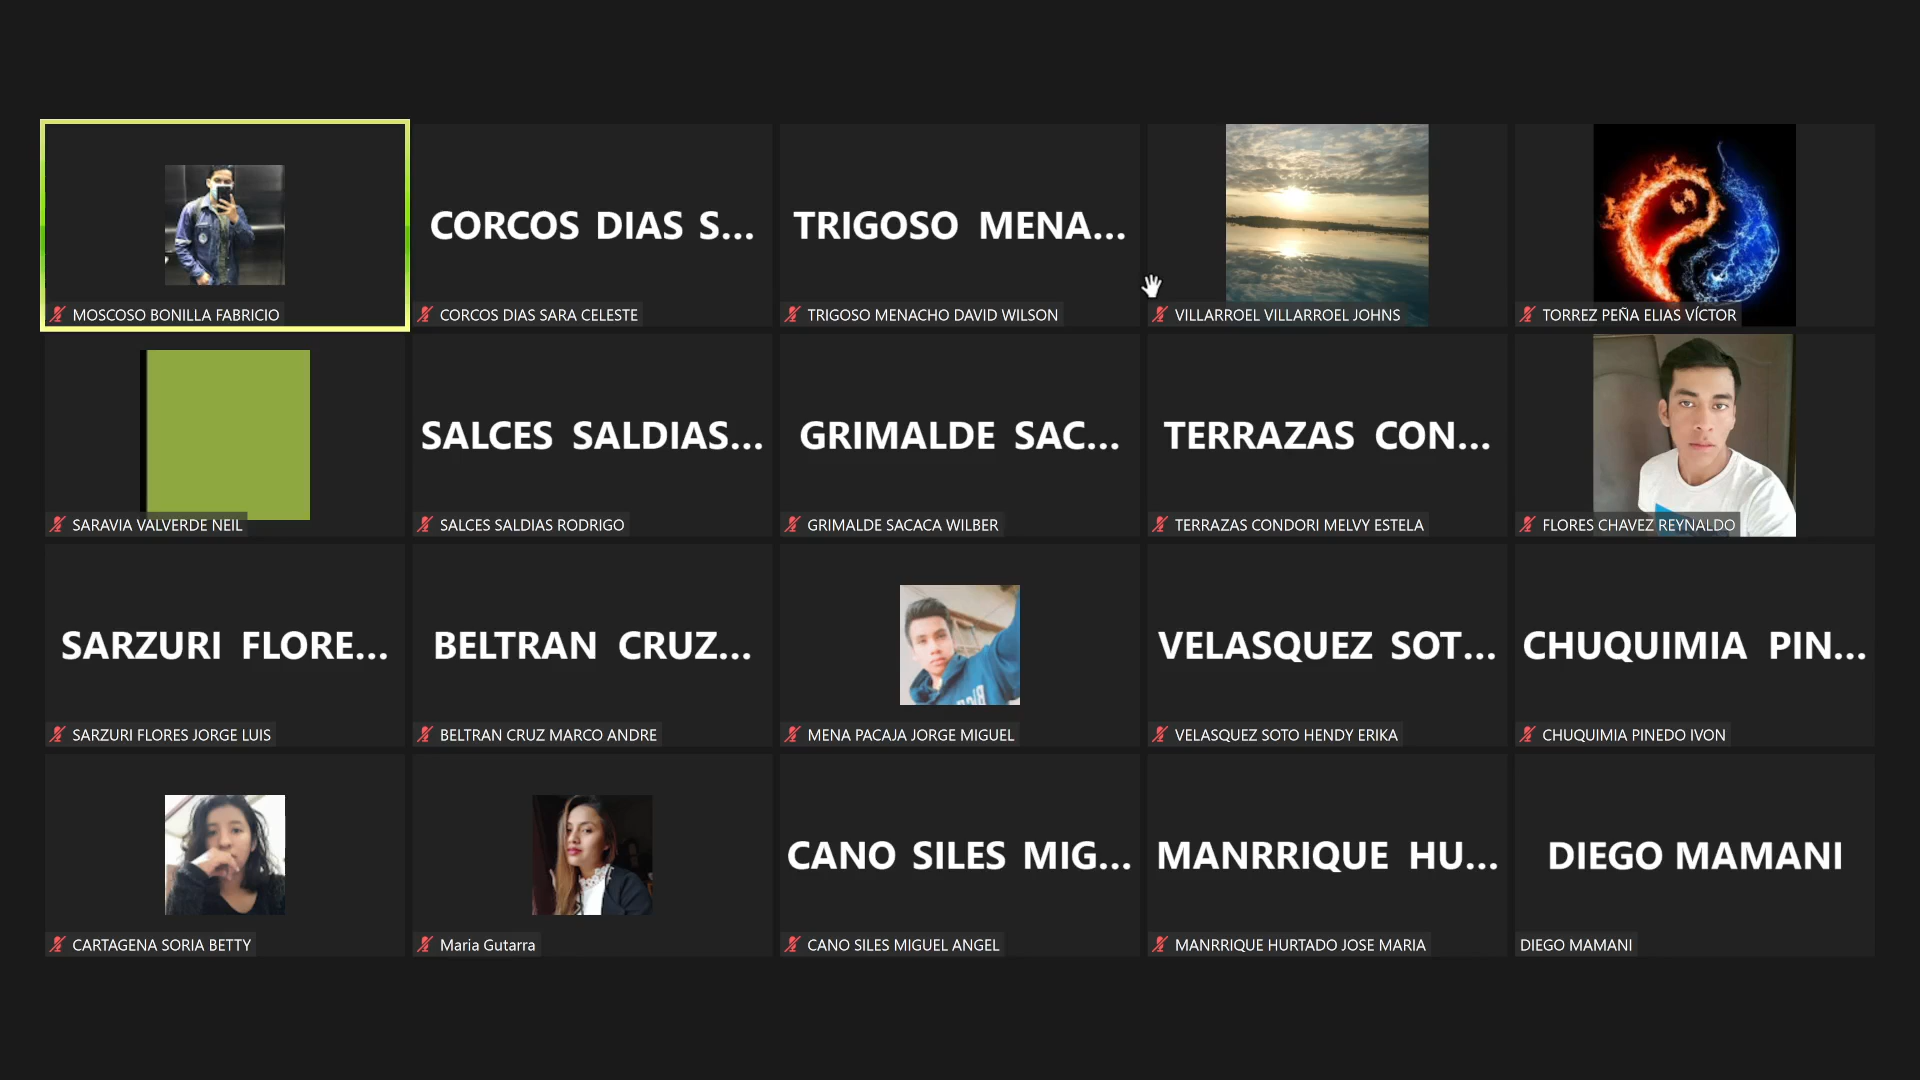 MOSCOSO BONILLA FABRICIO
CORCOS DIAS S...
CORCOS DIAS SARA CELESTE
TRIGOSO MENA...
TRIGOSO MENACHO DAVID WILSON
VILLARROEL VILLARROEL JOHNS
TORREZ PEÑA ELIAS VÍCTOR
SARAVIA VALVERDE NEIL
SALCES SALDIAS...
SALCES SALDIAS RODRIGO
GRIMALDE SAC...
GRIMALDE SACACA WILBER
TERRAZAS CON...
TERRAZAS CONDORI MELVY ESTELA
FLORES CHAVEZ REYNALDO
SARZURI FLORE...
SARZURI FLORES JORGE LUIS
BELTRAN CRUZ...
BELTRAN CRUZ MARCO ANDRE
MENA PACAJA JORGE MIGUEL
VELASQUEZ SOT...
VELASQUEZ SOTO HENDY ERIKA
CHUQUIMIA PIN...
CHUQUIMIA PINEDO IVON
CARTAGENA SORIA BETTY
Maria Gutarra
CANO SILES MIG...
CANO SILES MIGUEL ANGEL
MANRRIQUE HU...
MANRRIQUE HURTADO JOSE MARIA
DIEGO MAMANI
DIEGO MAMANI